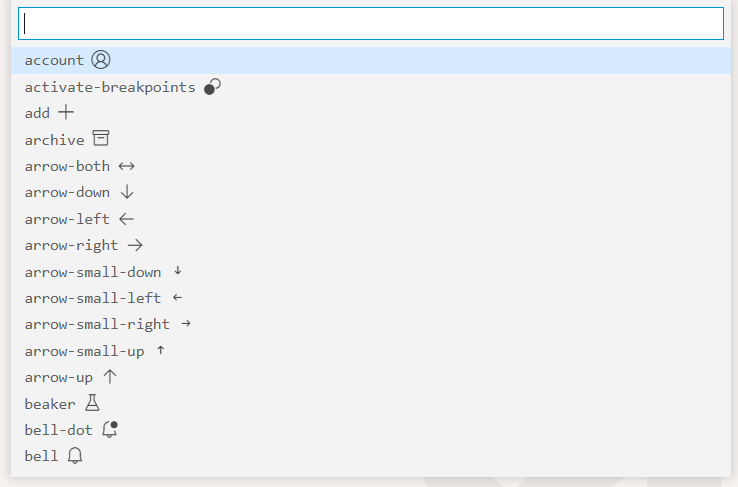 account
activate-breakpoints
add
archive
arrow-both
arrow-down
arrow-left
arrow-right
arrow-small-down
arrow-small-left
arrow-small-right
arrow-small-up
arrow-up
beaker
bell-dot
bell